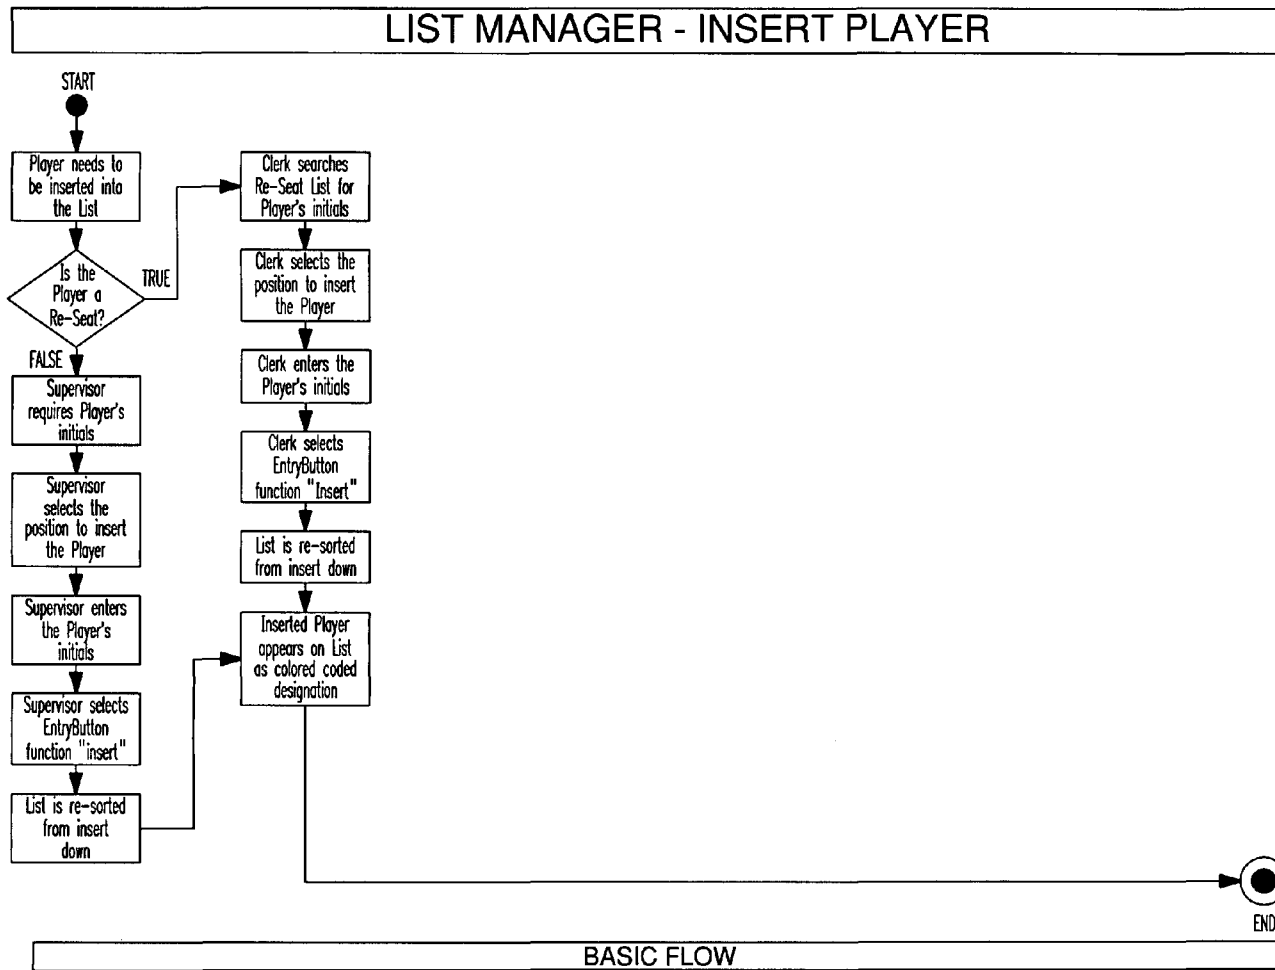 LIST MANAGER - INSERT PLAYER
START
Player needs to
be inserted into
the List
Is the
Player a
Re-Seat?
TRUE
FALSE
Supervisor
requires Player's
initials
Supervisor
selects the
position to insert
the Player
Supervisor enters
the Player's
initials
Supervisor selects
EntryButton
function "insert"
List is re-sorted
from insert
down
Clerk searches
Re-Seat List for
Player's initials
Clerk selects the
position to insert
the Player
Clerk enters the
Player's initials
Clerk selects
EntryButton
function "Insert"
List is re-sorted
from insert down
Inserted Player
appears on List
as colored coded
designation
END
BASIC FLOW